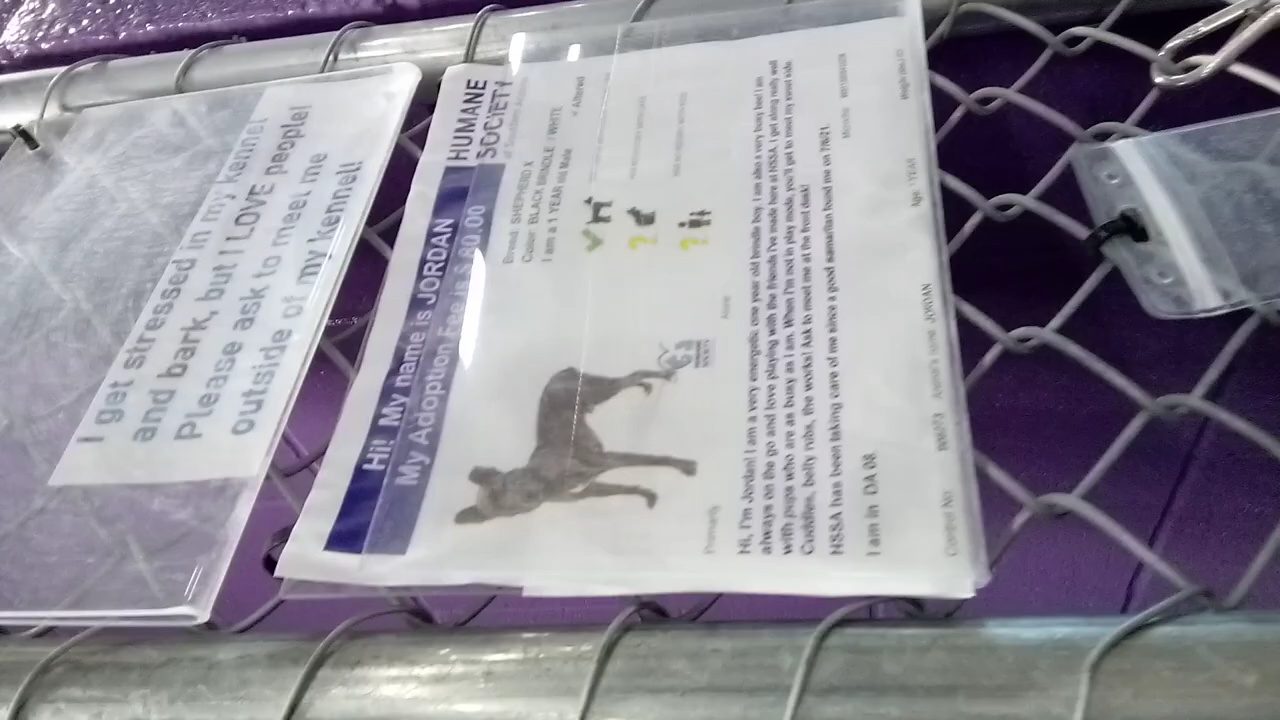 I get stressed in my kennel
and bark, but I LOVE people!
Please ask to meet me
outside of my kennel!
Hi! My name is JORDAN
My Adoption Fee is $ 80.00
HUMANE
SOCIETY
Breed: SHEPHERD X
Color: BLACK BRINDLE / WHITE
I am a 1 YEAR old Male
✓ Altered
?
?
Hi, I'm Jordan! I am a very energetic one year old brindle boy. I am also a very busy bee! I am
always on the go and love playing with the friends I've made here at HSSA. I get along really well
with pups who are as busy as I am. When I'm not in play mode, you'll get to meet my sweet side.
Cuddles, belly rubs, the works! Ask to meet me at the front desk!
HSSA has been taking care of me since a good samaritan found me on 7/6/21.
I am in DA 08.
Control No: Animal's name JORDAN Age 1 YEAR